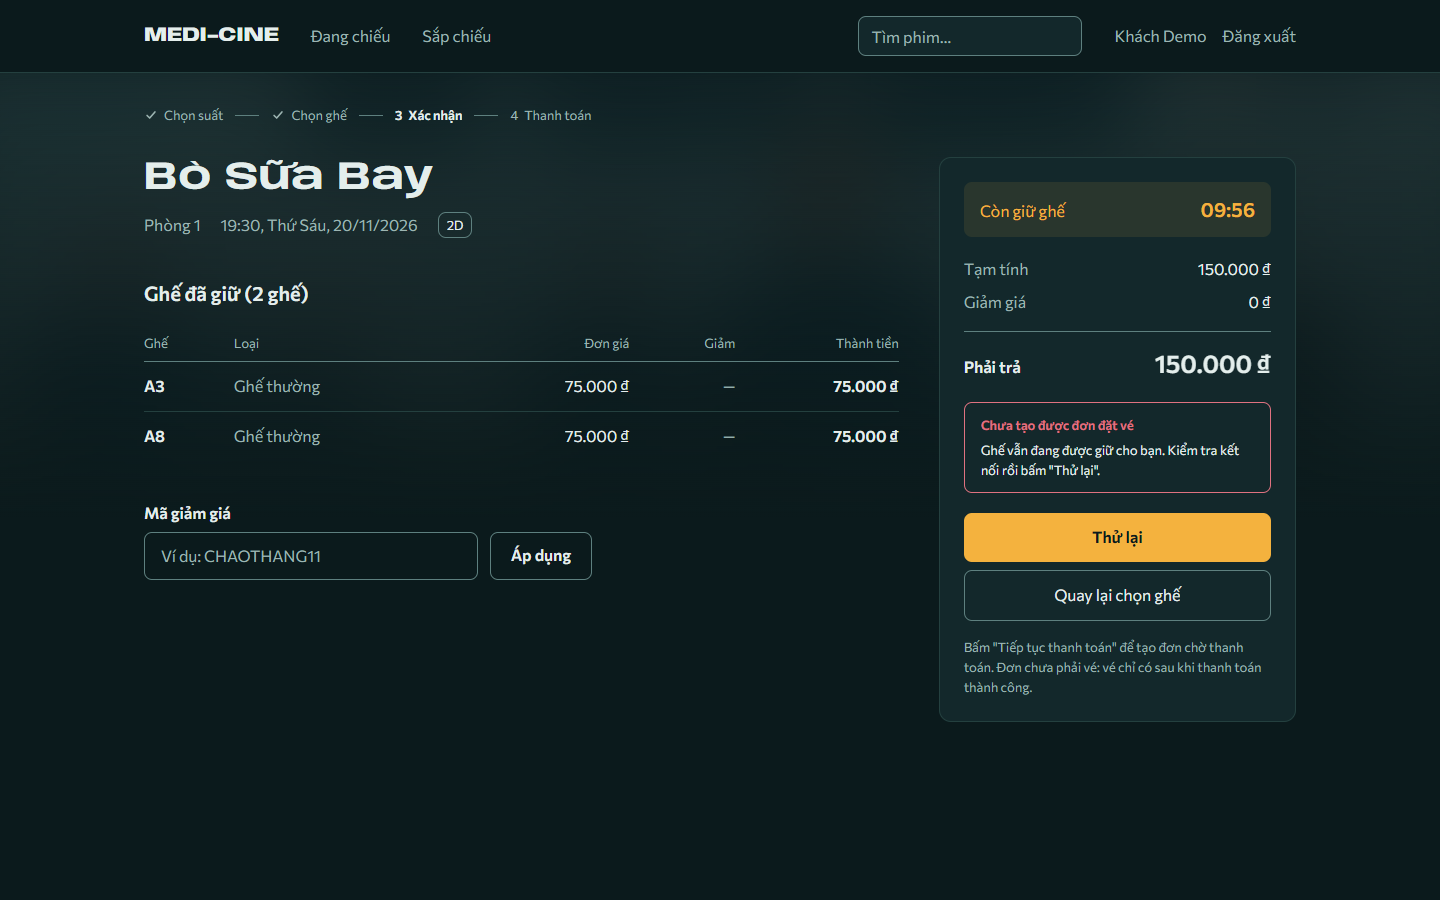 MEDI-CINE Đang chiếu Sắp chiếu Tìm phim... Khách Demo Đăng xuất
Chọn suất Chọn ghế 3 Xác nhận 4 Thanh toán
Bò Sữa Bay
Phòng 1 19:30, Thứ Sáu, 20/11/2026 2D
Ghế đã giữ (2 ghế)
Ghế Loại Đơn giá Giảm Thành tiền
A3 Ghế thường 75.000 ₫ — 75.000 ₫
A8 Ghế thường 75.000 ₫ — 75.000 ₫
Mã giảm giá
Ví dụ: CHAOTHANG11 Áp dụng
Còn giữ ghế 09:56
Tạm tính 150.000 ₫
Giảm giá 0 ₫
Phải trả 150.000 ₫
Chưa tạo được đơn đặt vé
Ghế vẫn đang được giữ cho bạn. Kiểm tra kết
nối rồi bấm "Thử lại".
Thử lại
Quay lại chọn ghế
Bấm "Tiếp tục thanh toán" để tạo đơn chờ thanh
toán. Đơn chưa phải vé: vé chỉ có sau khi thanh toán
thành công.